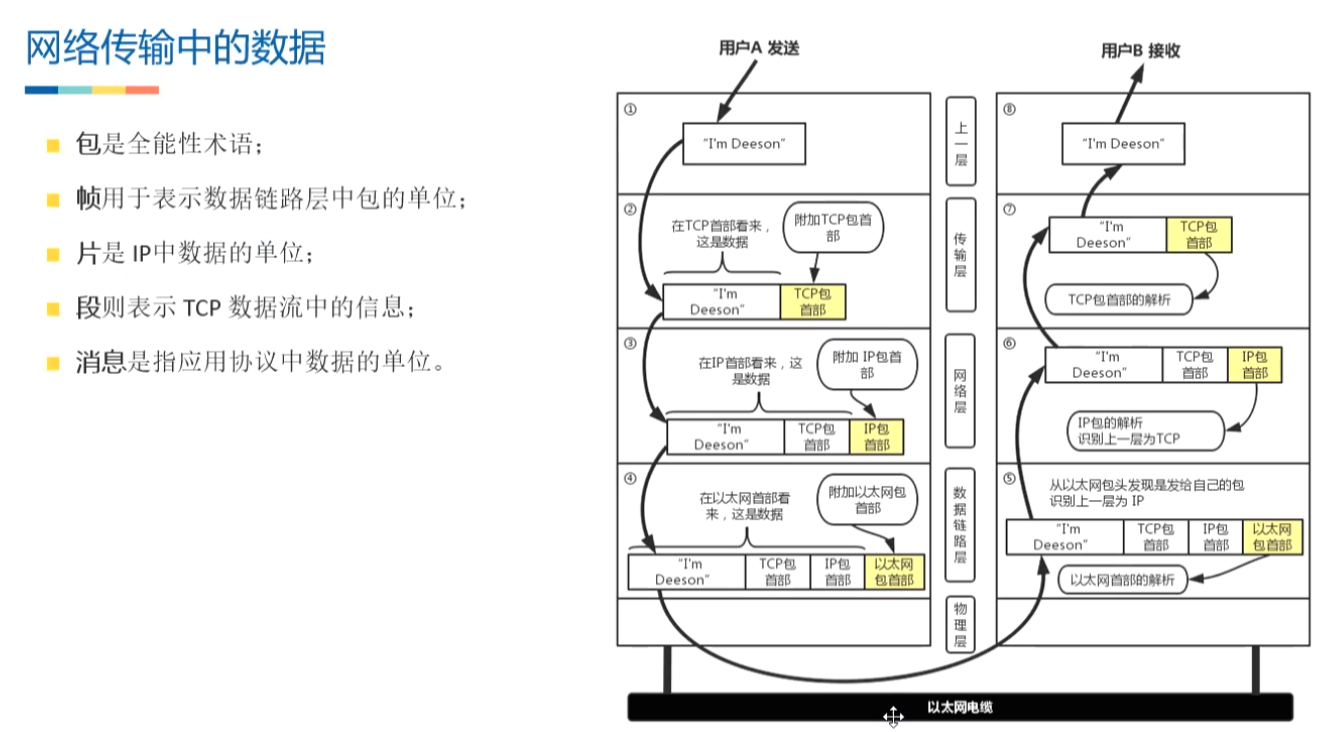 网络传输中的数据
包是全能性术语；
帧用于表示数据链路层中包的单位；
片是 IP中数据的单位；
段则表示 TCP 数据流中的信息；
消息是指应用协议中数据的单位。
用户A 发送
①
“I'm Deeson”
②
在TCP首部看来，
这是数据
附加TCP包首
部
“I'm
Deeson”
TCP包
首部
③
在IP首部看来，这
是数据
附加 IP包首
部
“I'm
Deeson”
TCP包
首部
IP包
首部
④
在以太网首部看
来，这是数据
附加以太网包
首部
“I'm
Deeson”
TCP包
首部
IP包
首部
以太网
包首部
上一层
传输层
网络层
数据链路层
物理层
用户B 接收
⑧
“I'm Deeson”
⑦
“I'm
Deeson”
TCP包
首部
TCP包首部的解析
⑥
“I'm
Deeson”
TCP包
首部
IP包
首部
IP包的解析
识别上一层为TCP
⑤
从以太网包头发现是发给自己的包
识别上一层为 IP
“I'm
Deeson”
TCP包
首部
IP包
首部
以太网
包首部
以太网首部的解析
以太网电缆